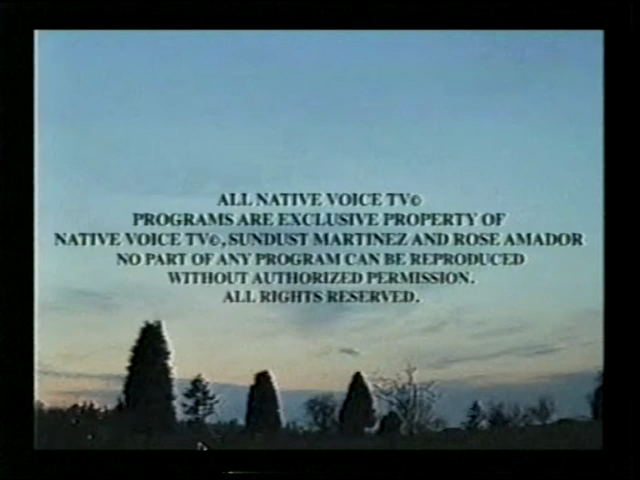 ALL NATIVE VOICE TV©
PROGRAMS ARE EXCLUSIVE PROPERTY OF
NATIVE VOICE TV©, SUNDUST MARTINEZ AND ROSE AMADOR
NO PART OF ANY PROGRAM CAN BE REPRODUCED
WITHOUT AUTHORIZED PERMISSION.
ALL RIGHTS RESERVED.